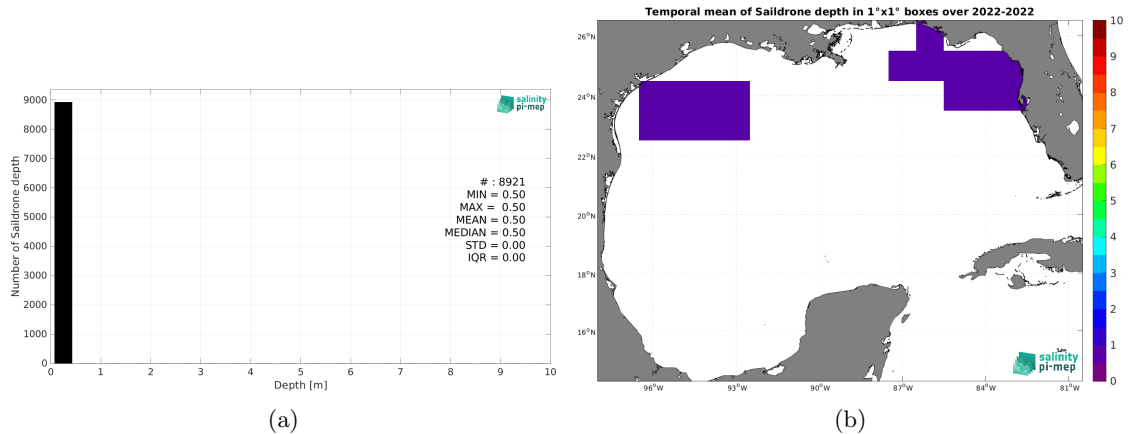 9000
8000
7000
6000
5000
4000
3000
2000
1000
0
Number of Saildrone depth
salinity
pi-mep
# : 8921
MIN = 0.50
MAX = 0.50
MEAN = 0.50
MEDIAN = 0.50
STD = 0.00
IQR = 0.00
0 1 2 3 4 5 6 7 8 9 10
Depth [m]
(a)
Temporal mean of Saildrone depth in 1°x1° boxes over 2022-2022
26°N
24°N
22°N
20°N
18°N
16°N
96°W 93°W 90°W 87°W 84°W 81°W
salinity
pi-mep
10
9
8
7
6
5
4
3
2
1
0
(b)